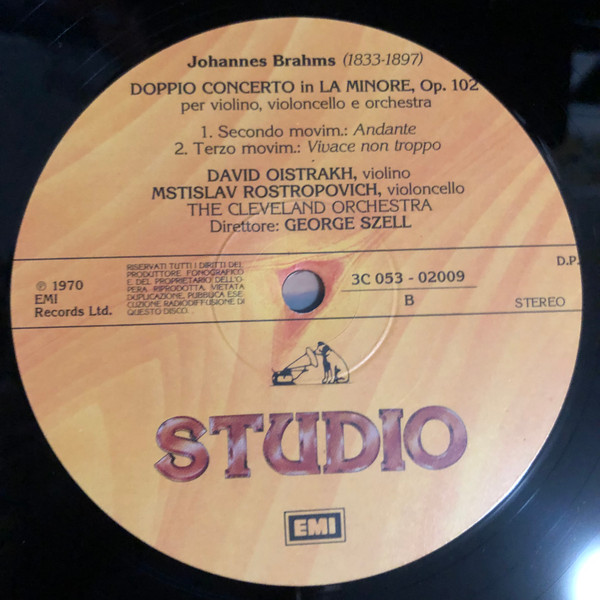 Johannes Brahms (1833-1897)
DOPPIO CONCERTO in LA MINORE, Op. 102
per violino, violoncello e orchestra
1. Secondo movim.: Andante
2. Terzo movim.: Vivace non troppo
DAVID OISTRAKH, violino
MSTISLAV ROSTROPOVICH, violoncello
THE CLEVELAND ORCHESTRA
Direttore: GEORGE SZELL
℗ 1970
EMI
Records Ltd.
RISERVATI TUTTI I DIRITTI DEL
PRODUTTORE FONOGRAFICO
E DEL PROPRIETARIO DELL'O-
PERA RIPRODOTTA. VIETATA
DUPLICAZIONE, PUBBLICA ESE-
CUZIONE RADIODIFFUSIONE DI
QUESTO DISCO.
D.P.
3C 053 - 02009
B
STEREO
STUDIO
EMI